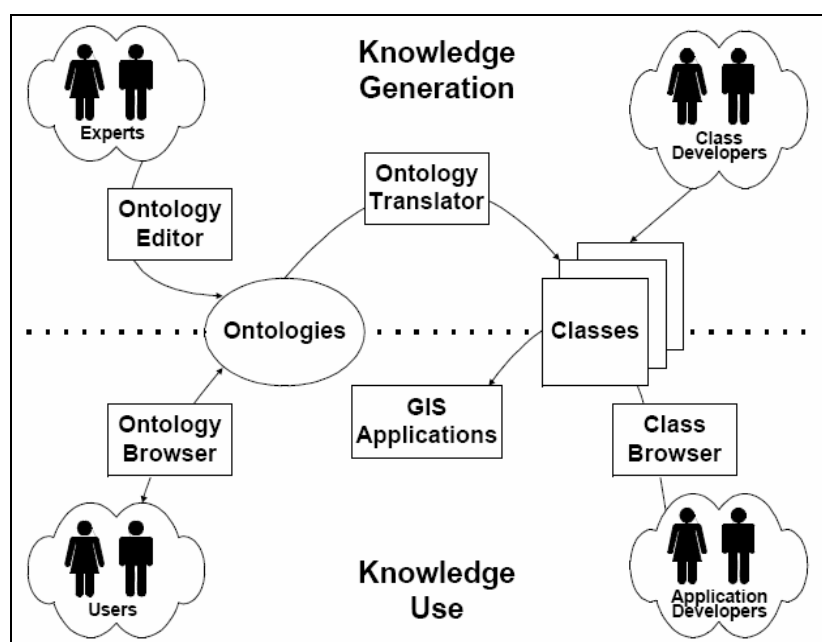 Knowledge
Generation
Experts
Class
Developers
Ontology
Translator
Ontology
Editor
Ontologies
Classes
GIS
Applications
Ontology
Browser
Class
Browser
Users
Knowledge
Use
Application
Developers